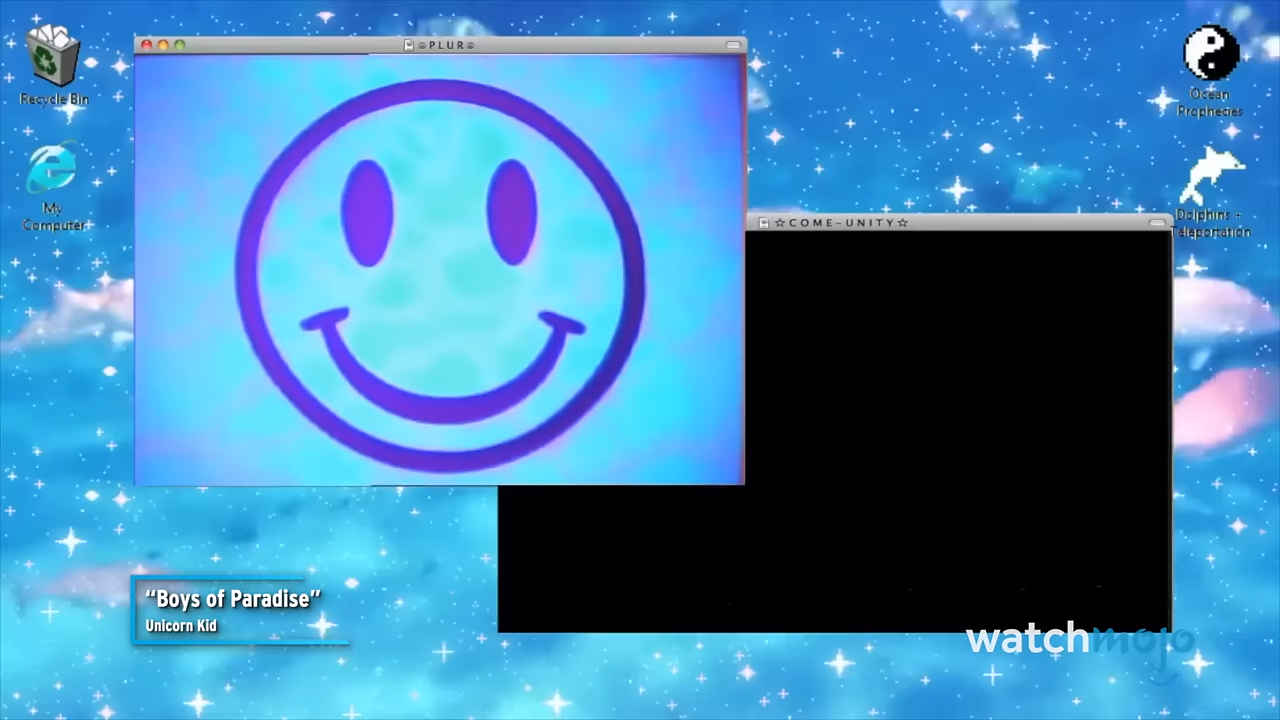 ☺PLUR☺
Recycle Bin
My
Computer
Ocean
Prophecies
Dolphins +
Teleportation
☆COME-UNITY☆
“Boys of Paradise”
Unicorn Kid
watchmojo